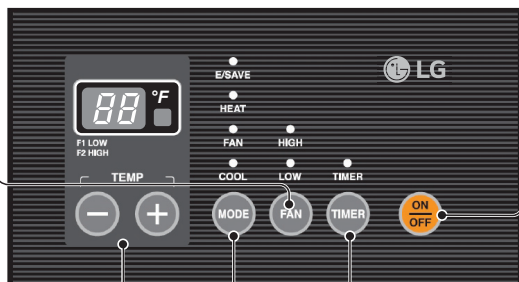 E/SAVE
LG
88 °F
HEAT
F1 LOW
F2 HIGH
FAN HIGH
TEMP
COOL LOW TIMER
− +
MODE FAN TIMER
ON
OFF